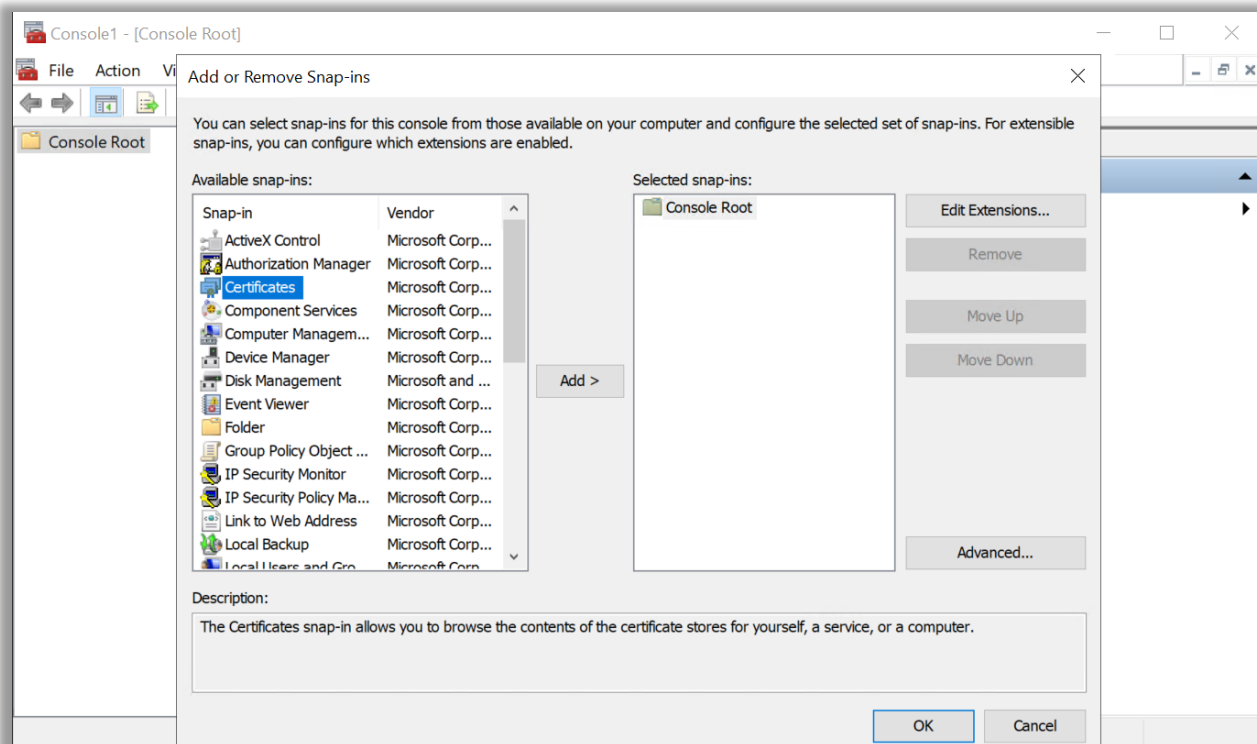 Console1 - [Console Root]
File Action Vi
Add or Remove Snap-ins
Console Root
You can select snap-ins for this console from those available on your computer and configure the selected set of snap-ins. For extensible
snap-ins, you can configure which extensions are enabled.
Available snap-ins:
Snap-in Vendor
ActiveX Control Microsoft Corp...
Authorization Manager Microsoft Corp...
Certificates Microsoft Corp...
Component Services Microsoft Corp...
Computer Managem... Microsoft Corp...
Device Manager Microsoft Corp...
Disk Management Microsoft and ...
Event Viewer Microsoft Corp...
Folder Microsoft Corp...
Group Policy Object ... Microsoft Corp...
IP Security Monitor Microsoft Corp...
IP Security Policy Ma... Microsoft Corp...
Link to Web Address Microsoft Corp...
Local Backup Microsoft Corp...
Local Users and Gro... Microsoft Corp...
Add >
Selected snap-ins:
Console Root
Edit Extensions...
Remove
Move Up
Move Down
Advanced...
Description:
The Certificates snap-in allows you to browse the contents of the certificate stores for yourself, a service, or a computer.
OK
Cancel